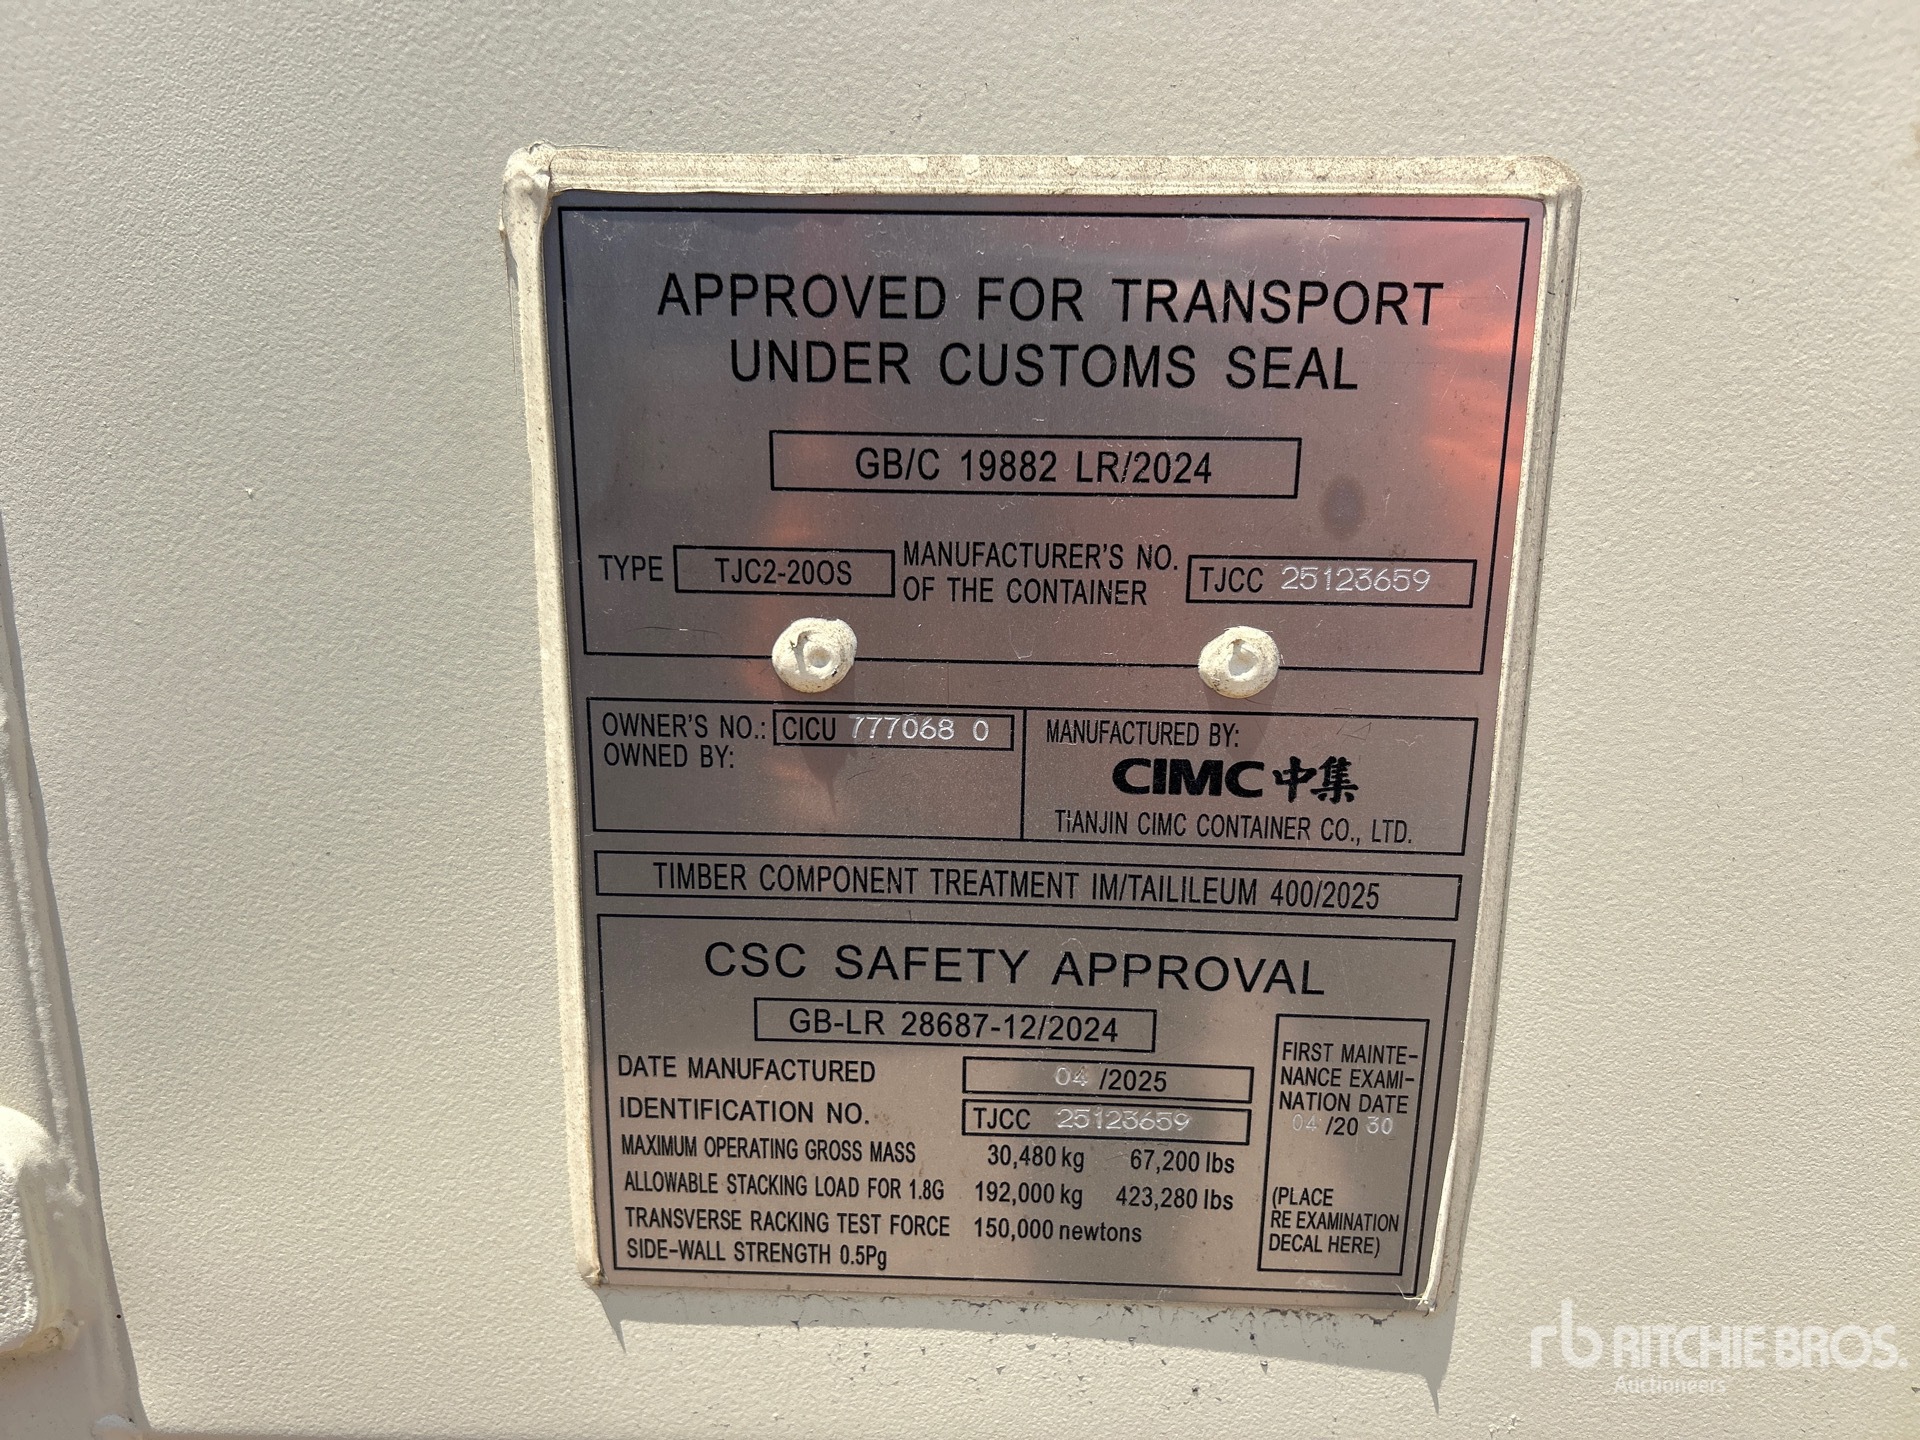 APPROVED FOR TRANSPORT
UNDER CUSTOMS SEAL
GB/C 19882 LR/2024
TYPE TJC2-20OS MANUFACTURER'S NO. OF THE CONTAINER TJCC 25123659
OWNER'S NO.: CICU 777068 0
OWNED BY:
MANUFACTURED BY:
CIMC中集
TIANJIN CIMC CONTAINER CO., LTD.
TIMBER COMPONENT TREATMENT IM/TAILILEUM 400/2025
CSC SAFETY APPROVAL
GB-LR 28687-12/2024
DATE MANUFACTURED 04 /2025
IDENTIFICATION NO. TJCC 25123659
MAXIMUM OPERATING GROSS MASS 30,480 kg 67,200 lbs
ALLOWABLE STACKING LOAD FOR 1.8G 192,000 kg 423,280 lbs
TRANSVERSE RACKING TEST FORCE 150,000 newtons
SIDE-WALL STRENGTH 0.5Pg
FIRST MAINTE-
NANCE EXAMI-
NATION DATE
04 /20 30
(PLACE
RE EXAMINATION
DECAL HERE)
rb RITCHIE BROS.
Auctioneers